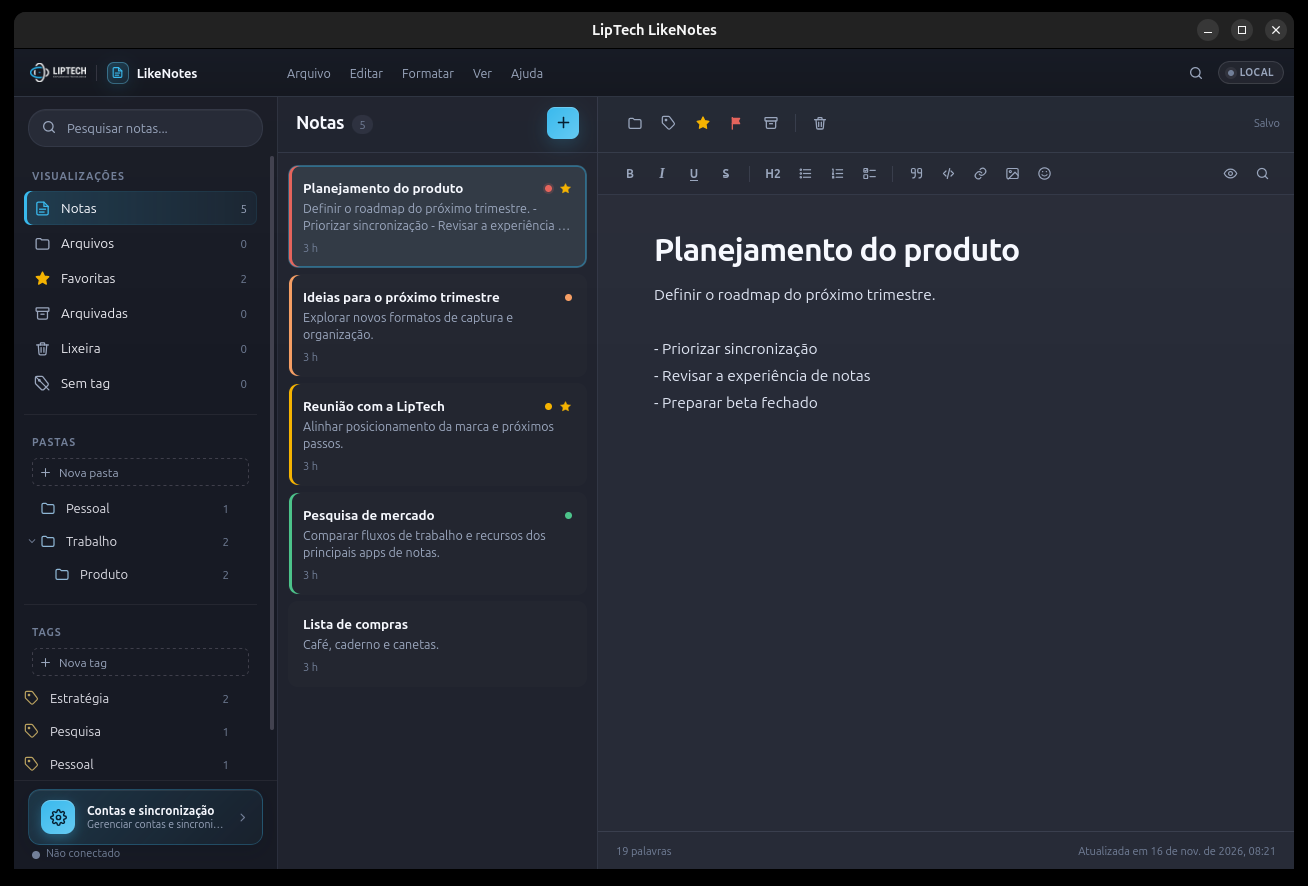 LipTech LikeNotes
LIPTECH
LikeNotes
Arquivo Editar Formatar Ver Ajuda
LOCAL
Pesquisar notas...
VISUALIZAÇÕES
Notas 5
Arquivos 0
Favoritas 2
Arquivadas 0
Lixeira 0
Sem tag 0
PASTAS
+ Nova pasta
Pessoal 1
Trabalho 2
Produto 2
TAGS
+ Nova tag
Estratégia 2
Pesquisa 1
Pessoal 1
Contas e sincronização
Gerenciar contas e sincroni...
Não conectado
Notas 5
Planejamento do produto
Definir o roadmap do próximo trimestre. -
Priorizar sincronização - Revisar a experiência ...
3 h
Ideias para o próximo trimestre
Explorar novos formatos de captura e
organização.
3 h
Reunião com a LipTech
Alinhar posicionamento da marca e próximos
passos.
3 h
Pesquisa de mercado
Comparar fluxos de trabalho e recursos dos
principais apps de notas.
3 h
Lista de compras
Café, caderno e canetas.
3 h
Salvo
B I U S H2
Planejamento do produto
Definir o roadmap do próximo trimestre.
- Priorizar sincronização
- Revisar a experiência de notas
- Preparar beta fechado
19 palavras
Atualizada em 16 de nov. de 2026, 08:21